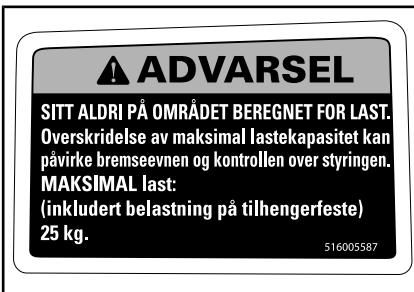 ADVARSEL
SITT ALDRI PÅ OMRÅDET BEREGNET FOR LAST.
Overskridelse av maksimal lastekapasitet kan
påvirke bremseevnen og kontrollen over styringen.
MAKSIMAL last:
(inkludert belastning på tilhengerfeste)
25 kg.
516005587